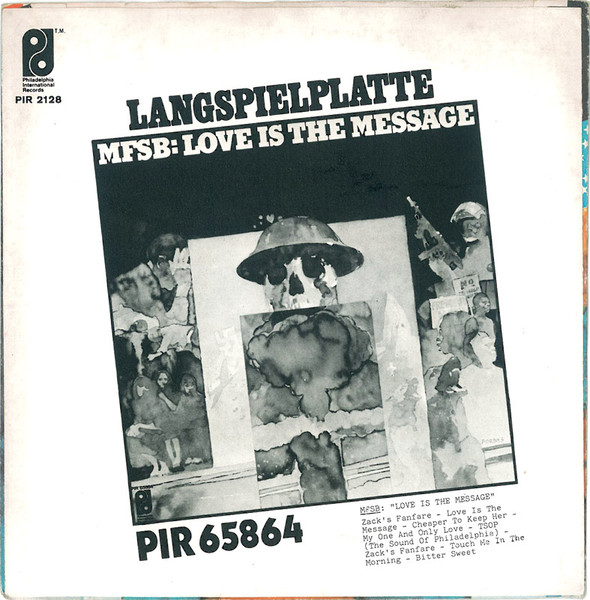 T.M.
Philadelphia
International
Records
PIR 2128
LANGSPIELPLATTE
MFSB: LOVE IS THE MESSAGE
NO
PIR 65864
MFSB: "LOVE IS THE MESSAGE"
Zack's Fanfare - Love Is The
Message - Cheaper To Keep Her -
My One And Only Love - TSOP
(The Sound Of Philadelphia) -
Zack's Fanfare - Touch Me In The
Morning - Bitter Sweet